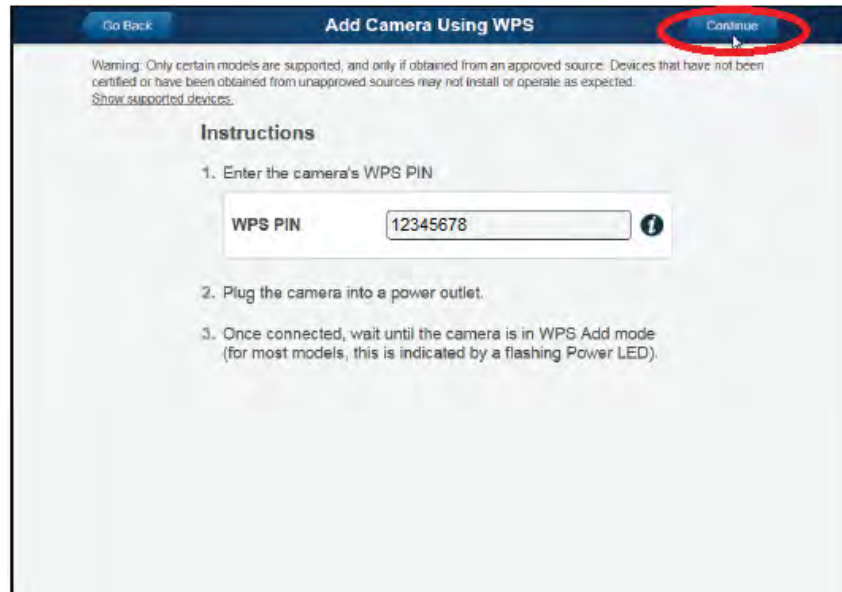 Go Back Add Camera Using WPS Continue
Warning: Only certain models are supported, and only if obtained from an approved source. Devices that have not been
certified or have been obtained from unapproved sources may not install or operate as expected.
Show supported devices.
Instructions
1. Enter the camera's WPS PIN
WPS PIN 12345678 i
2. Plug the camera into a power outlet.
3. Once connected, wait until the camera is in WPS Add mode
(for most models, this is indicated by a flashing Power LED).